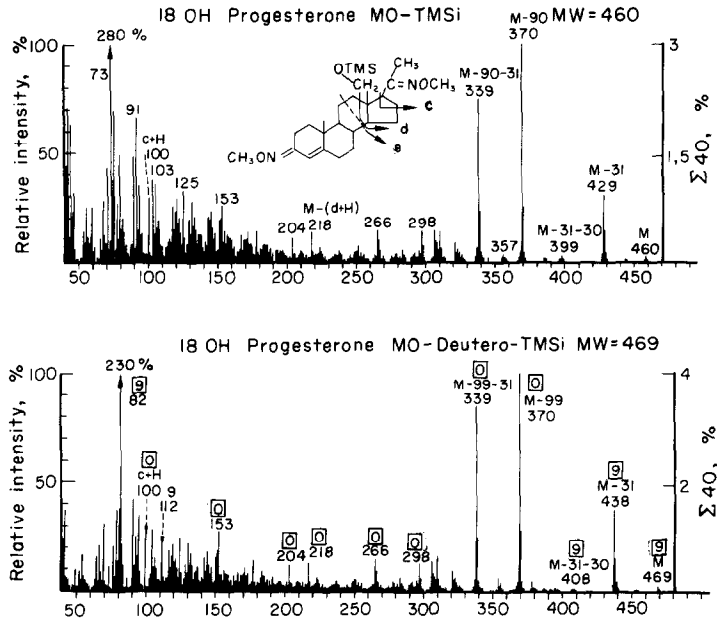 18 OH Progesterone MO-TMSi
MW=460
Relative intensity, %
100
50
280 %
73
91
c+H
100
103
125
153
M-(d+H)
204
218
266
298
M-90-31
339
357
M-90
370
M-31-30
399
M-31
429
M
460
OTMS
CH2
CH3
C=NOCH3
CH3ON
c
d
e
3
1,5
Σ40, %
50
100
150
200
250
300
350
400
450
18 OH Progesterone MO-Deutero-TMSi MW=469
Relative intensity, %
100
50
230 %
9
82
0
c+H
100
9
112
0
153
0
204
0
218
0
266
0
298
0
M-99-31
339
0
M-99
370
9
M-31-30
408
9
M-31
438
9
M
469
4
2
Σ40, %
50
100
150
200
250
300
350
400
450